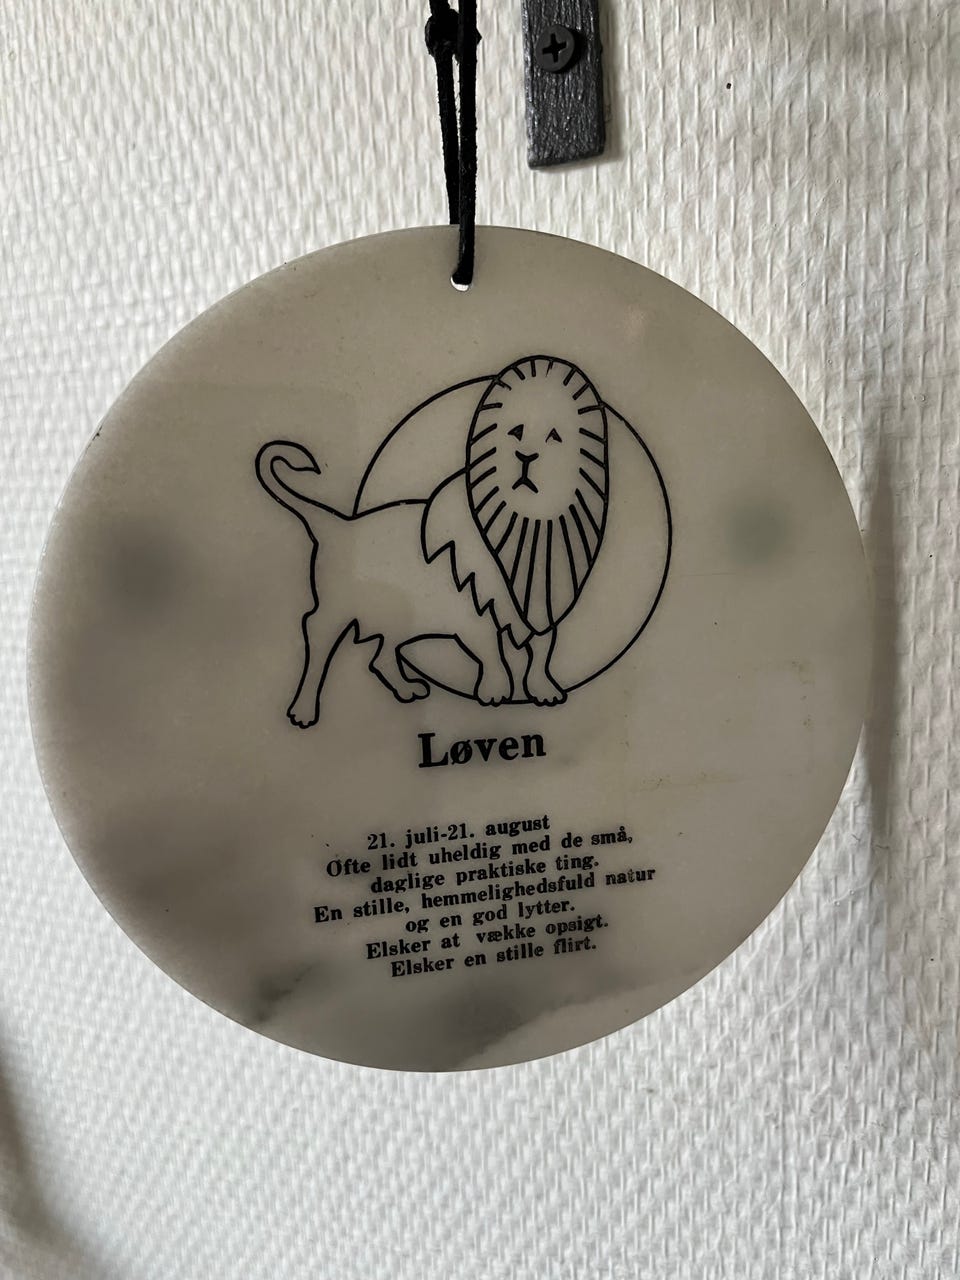 Løven
21. juli-21. august
Ofte lidt uheldig med de små,
daglige praktiske ting.
En stille, hemmelighedsfuld natur
og en god lytter.
Elsker at vække opsigt.
Elsker en stille flirt.